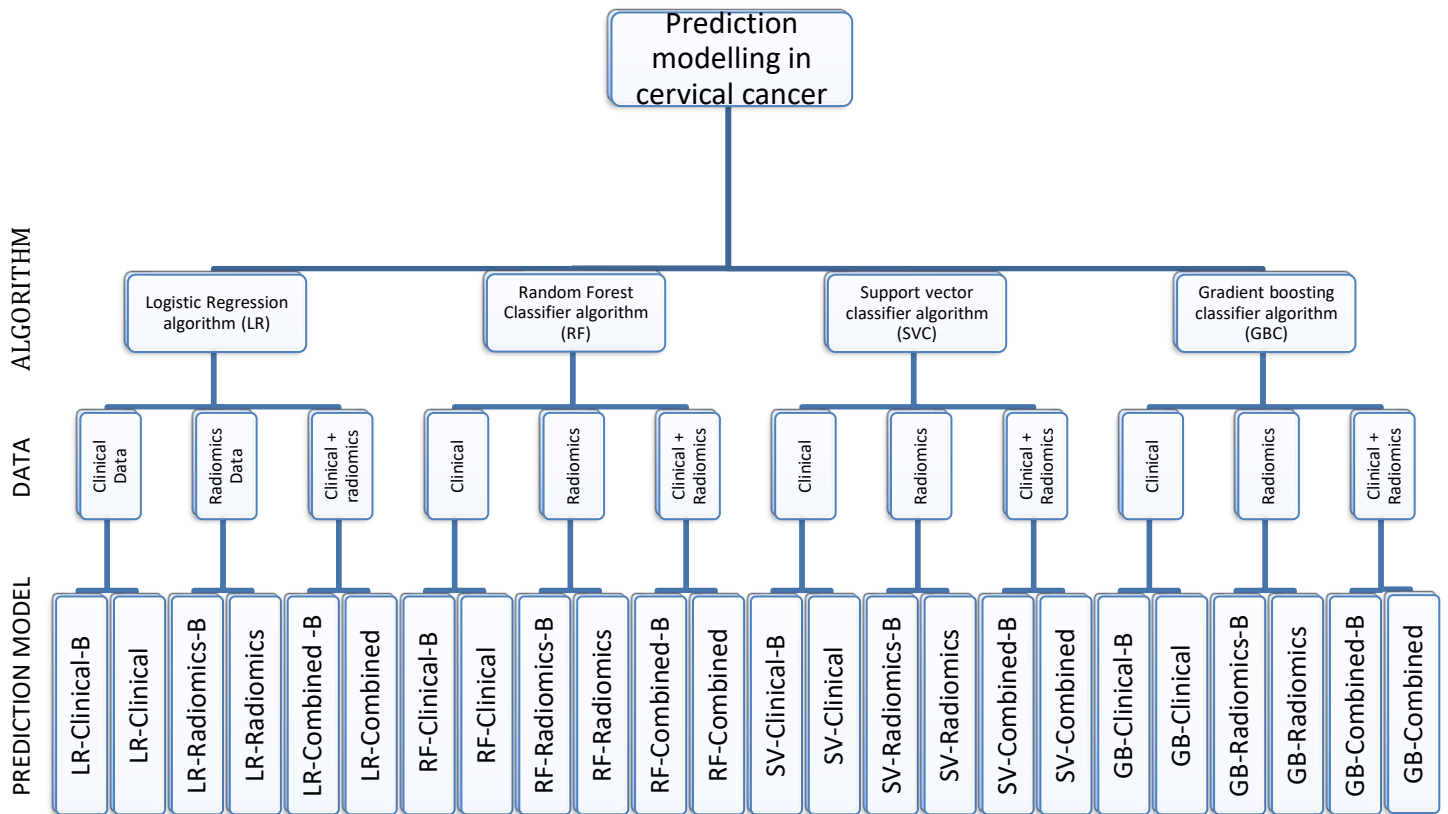 Prediction
modelling in
cervical cancer
ALGORITHM
Logistic Regression
algorithm (LR)
Random Forest
Classifier algorithm
(RF)
Support vector
classifier algorithm
(SVC)
Gradient boosting
classifier algorithm
(GBC)
DATA
Clinical
Data
Radiomics
Data
Clinical +
radiomics
Clinical
Radiomics
Clinical +
Radiomics
Clinical
Radiomics
Clinical +
Radiomics
Clinical
Radiomics
Clinical +
Radiomics
PREDICTION MODEL
LR-Clinical-B
LR-Clinical
LR-Radiomics-B
LR-Radiomics
LR-Combined -B
LR-Combined
RF-Clinical-B
RF-Clinical
RF-Radiomics-B
RF-Radiomics
RF-Combined-B
RF-Combined
SV-Clinical-B
SV-Clinical
SV-Radiomics-B
SV-Radiomics
SV-Combined-B
SV-Combined
GB-Clinical-B
GB-Clinical
GB-Radiomics-B
GB-Radiomics
GB-Combined-B
GB-Combined